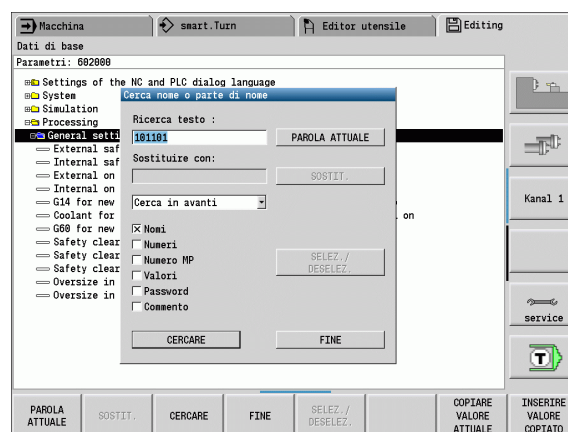 Macchina
smart.Turn
Editor utensile
Editing
Dati di base
Parametri: 602000
Settings of the NC and PLC dialog language
System
Simulation
Processing
General setti
External saf
Internal saf
External on
Internal on
G14 for new
Coolant for
on
G60 for new
Safety clear
Safety clear
Safety clear
Oversize in
Oversize in
Cerca nome o parte di nome
Ricerca testo :
101101
PAROLA ATTUALE
Sostituire con:
SOSTIT.
Cerca in avanti
Nomi
Numeri
Numero MP
Valori
Password
Commento
SELEZ./
DESELEZ.
CERCARE
FINE
Kanal 1
service
T
PAROLA
ATTUALE
SOSTIT.
CERCARE
FINE
SELEZ./
DESELEZ.
COPIARE
VALORE
ATTUALE
INSERIRE
VALORE
COPIATO